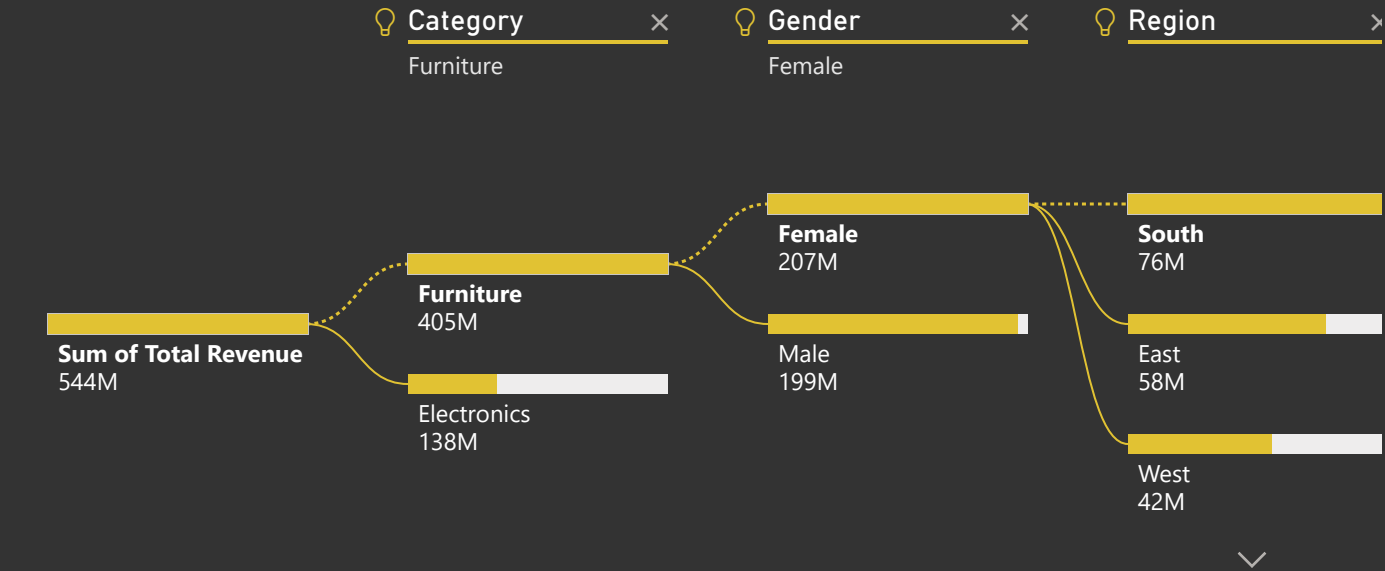 Category
Gender
Region
Furniture
Female
Sum of Total Revenue
544M
Furniture
405M
Electronics
138M
Female
207M
Male
199M
South
76M
East
58M
West
42M